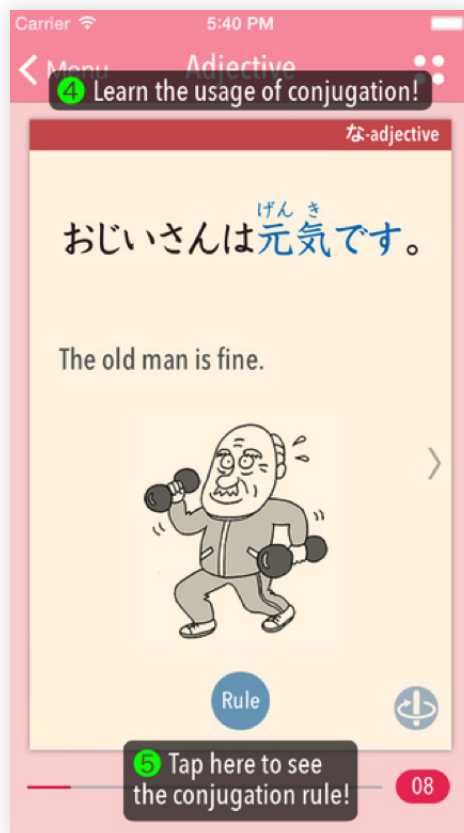 Carrier 5:40 PM
Menu Adjective
4 Learn the usage of conjugation!
な-adjective
げんき
おじいさんは元気です。
The old man is fine.
Rule
5 Tap here to see
the conjugation rule!
08